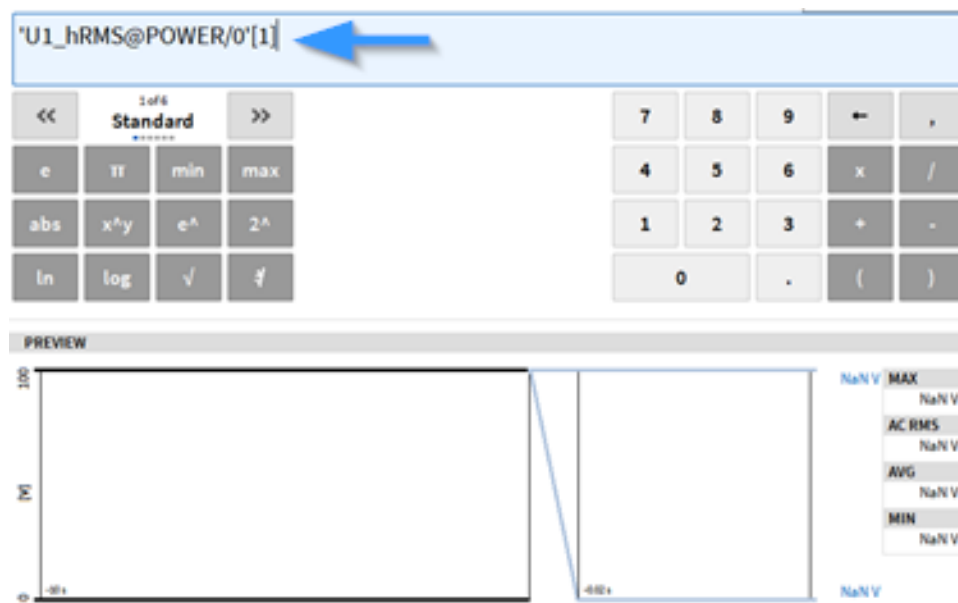 'U1_hRMS@POWER/0'[1]
<< 1 of 6 >> 7 8 9 ← ,
Standard
e π min max 4 5 6 x /
abs x^y e^ 2^ 1 2 3 + -
ln log √ 0 . ( )
PREVIEW
100
NaN V
MAX
NaN V
AC RMS
NaN V
AVG
NaN V
[V]
MIN
NaN V
0
NaN V